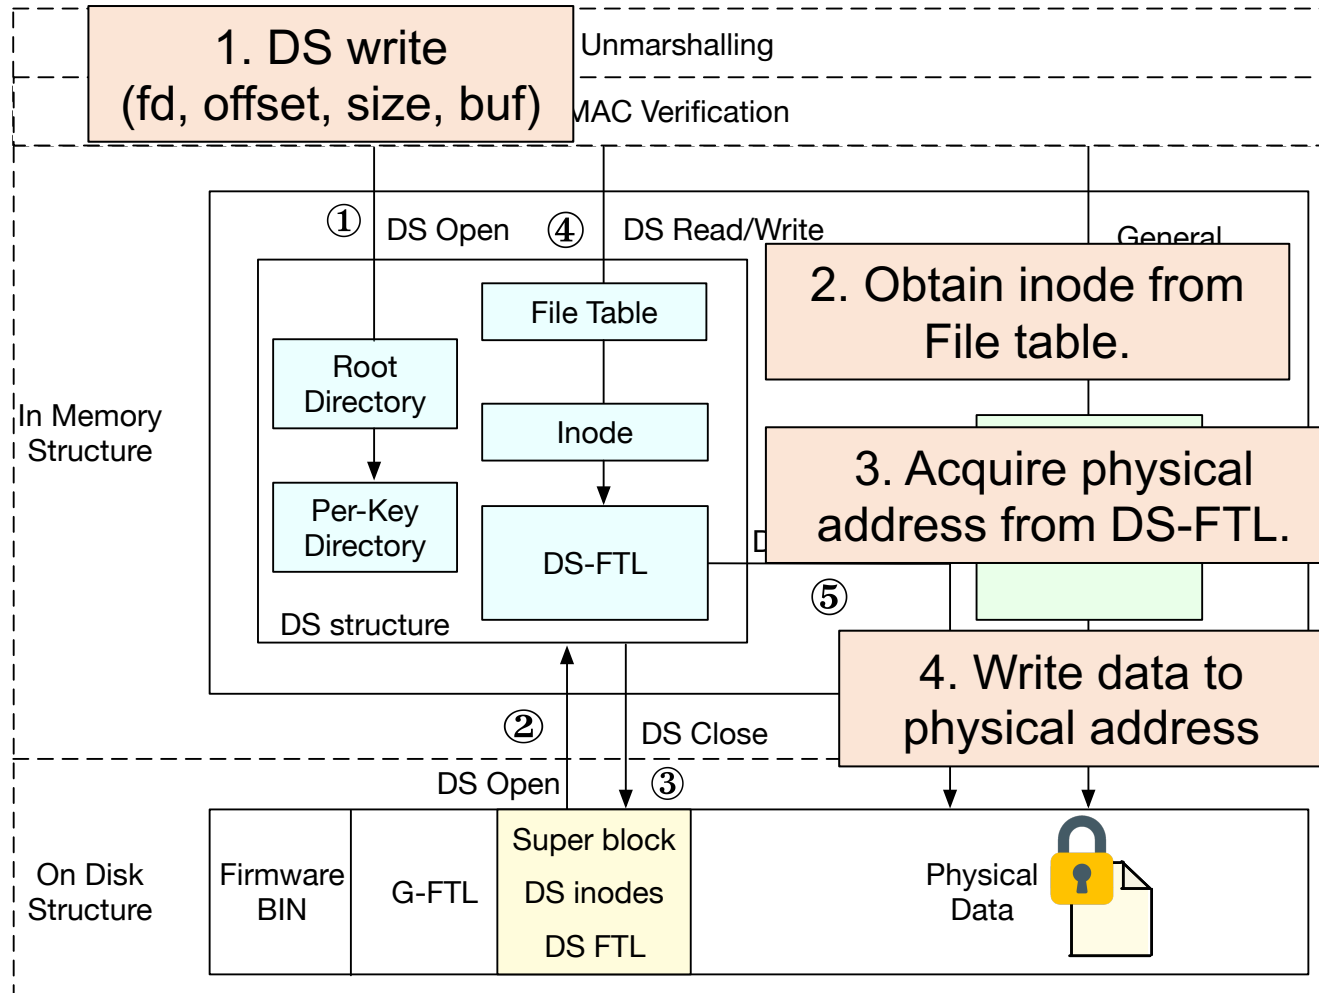 1. DS write
(fd, offset, size, buf)
Unmarshalling
MAC Verification
①
DS Open
④
DS Read/Write
General
2. Obtain inode from
File table.
File Table
Root
Directory
Inode
In Memory
Structure
3. Acquire physical
address from DS-FTL.
Per-Key
Directory
DS-FTL
⑤
DS structure
4. Write data to
physical address
②
DS Close
DS Open
③
On Disk
Structure
Firmware
BIN
G-FTL
Super block
DS inodes
DS FTL
Physical
Data